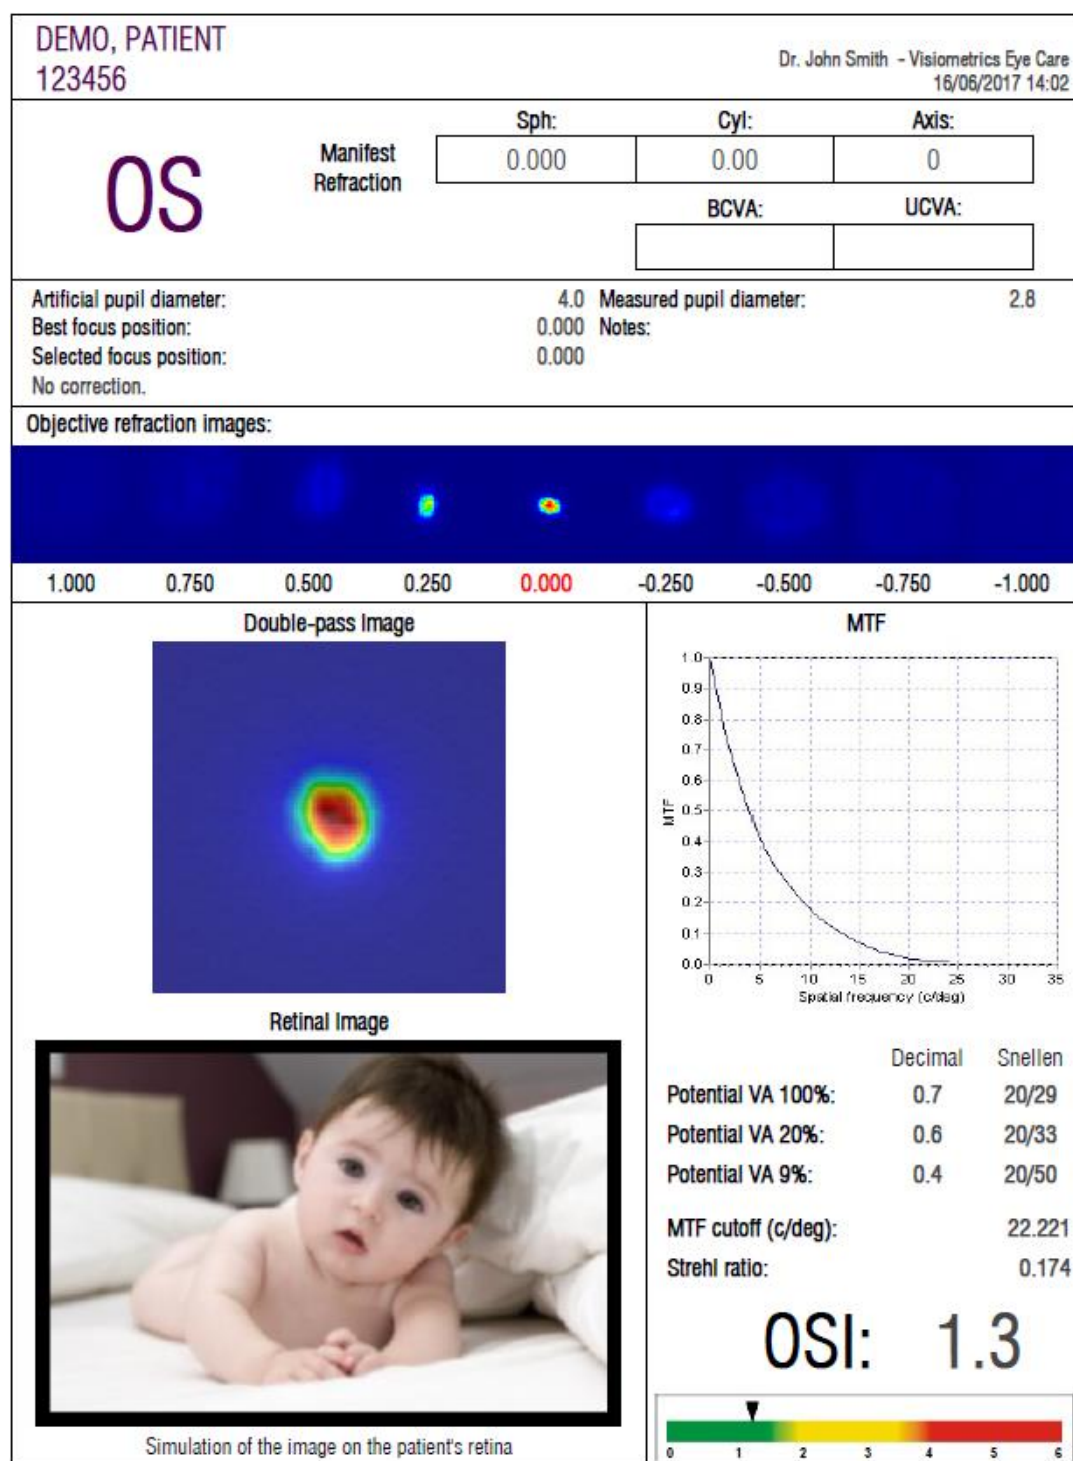 DEMO, PATIENT
123456
Dr. John Smith - Visiometrics Eye Care
16/06/2017 14:02
OS
Manifest
Refraction
Sph: Cyl: Axis:
0.000 0.00 0
BCVA: UCVA:
Artificial pupil diameter: 4.0 Measured pupil diameter: 2.8
Best focus position: 0.000 Notes:
Selected focus position: 0.000
No correction.
Objective refraction images:
1.000 0.750 0.500 0.250 0.000 -0.250 -0.500 -0.750 -1.000
Double-pass Image
MTF
1.0
0.9
0.8
0.7
0.6
0.5
0.4
0.3
0.2
0.1
0.0
MTF
0 5 10 15 20 25 30 35
Spatial frequency (c/deg)
Retinal Image
Simulation of the image on the patient's retina
Decimal Snellen
Potential VA 100%: 0.7 20/29
Potential VA 20%: 0.6 20/33
Potential VA 9%: 0.4 20/50
MTF cutoff (c/deg): 22.221
Strehl ratio: 0.174
OSI: 1.3
0 1 2 3 4 5 6